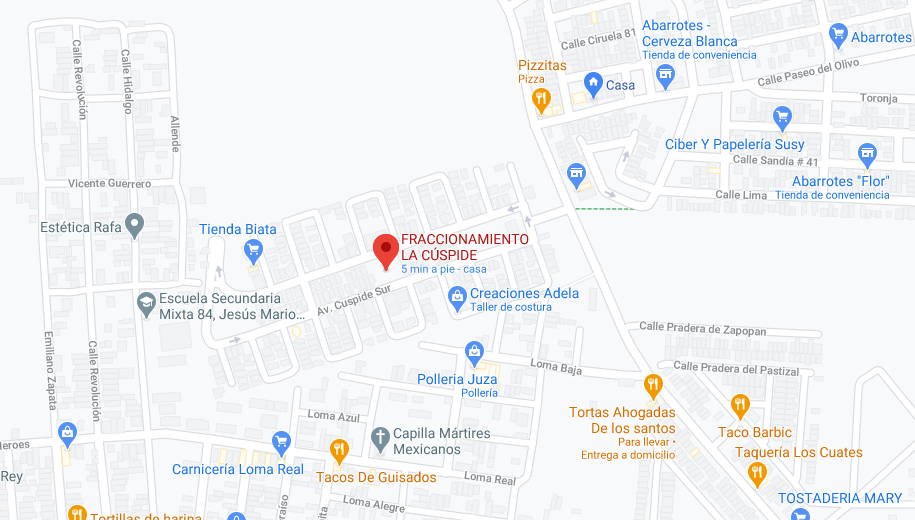 Abarrotes -
Cerveza Blanca
Tienda de conveniencia
Abarrotes
Calle Ciruela 81
Pizzitas
Pizza
Casa
Calle Paseo del Olivo
Toronja
Calle Revolución
Calle Hidalgo
Allende
Ciber Y Papelería Susy
Calle Sandía # 41
Abarrotes "Flor"
Tienda de conveniencia
Calle Lima
Vicente Guerrero
Estética Rafa
Tienda Biata
FRACCIONAMIENTO
LA CÚSPIDE
5 min a pie - casa
Av. Cuspide Sur
Creaciones Adela
Taller de costura
Escuela Secundaria
Mixta 84, Jesús Mario...
Emiliano Zapata
Calle Revolución
Calle Pradera de Zapopan
Loma Baja
Calle Pradera del Pastizal
Polleria Juza
Pollería
Tortas Ahogadas
De los santos
Para llevar •
Entrega a domicilio
Taco Barbic
Taquería Los Cuates
Loma Azul
Capilla Mártires
Mexicanos
Heroes
Carnicería Loma Real
Tacos De Guisados
Loma Real
Rey
TOSTADERIA MARY
Loma Alegre
raíso
ita
Tortillas de harina